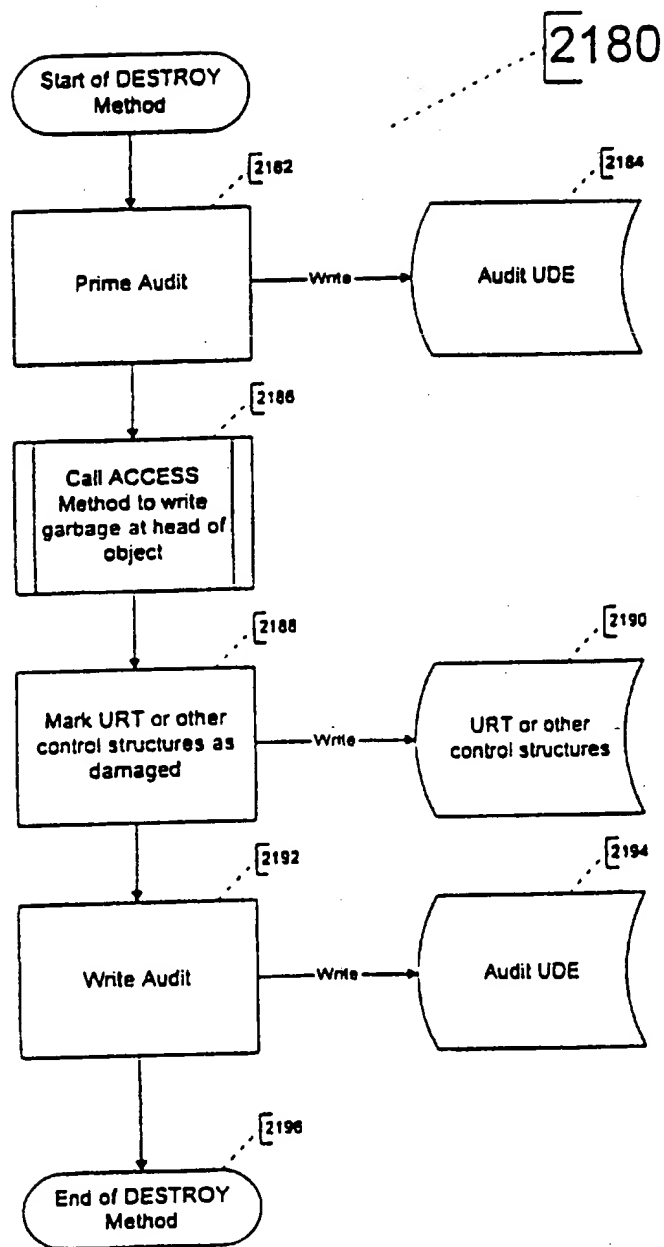 2180
Start of DESTROY
Method
2182
2184
Prime Audit
Write
Audit UDE
2186
Call ACCESS
Method to write
garbage at head of
object
2188
2190
Mark URT or other
control structures as
damaged
Write
URT or other
control structures
2192
2194
Write Audit
Write
Audit UDE
2196
End of DESTROY
Method